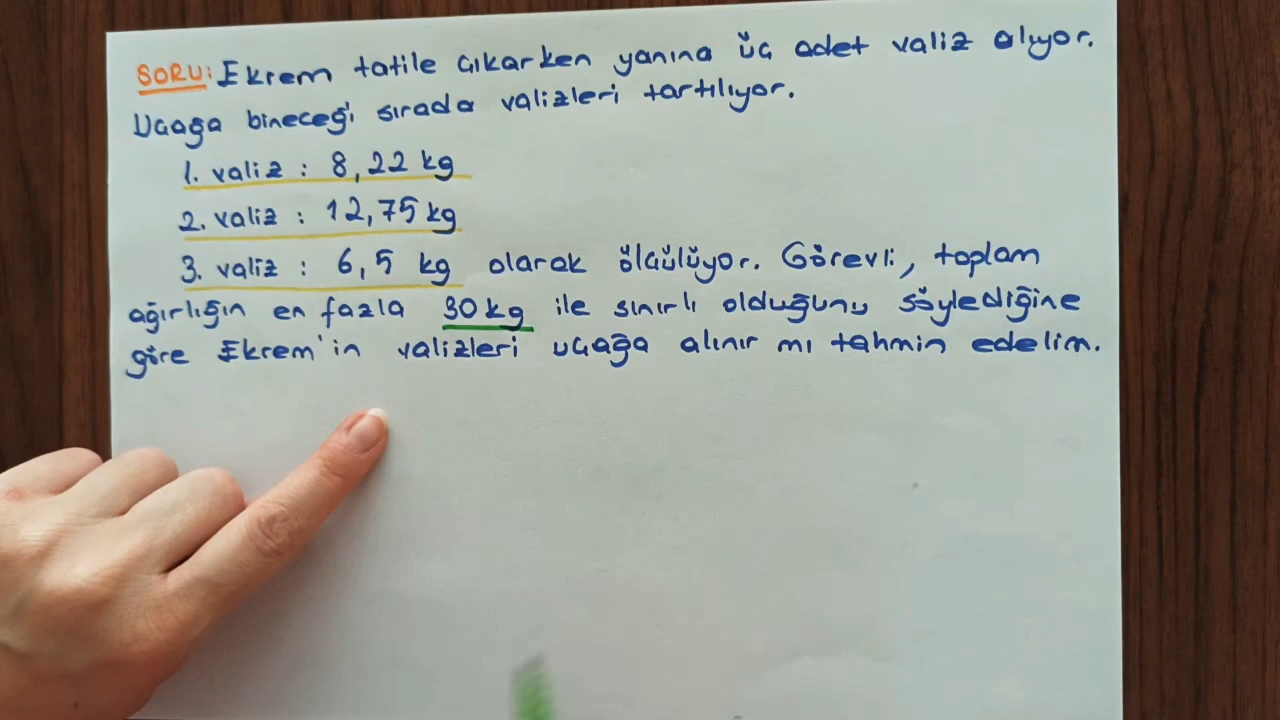 SORU: Ekrem tatile çıkarken yanına üç adet valiz alıyor.
Uçağa bineceği sırada valizleri tartılıyor.
1. valiz : 8,22 kg
2. valiz : 12,75 kg
3. valiz : 6,5 kg olarak ölçülüyor. Görevli, toplam
ağırlığın en fazla 30 kg ile sınırlı olduğunu söylediğine
göre Ekrem'in valizleri uçağa alınır mı tahmin edelim.